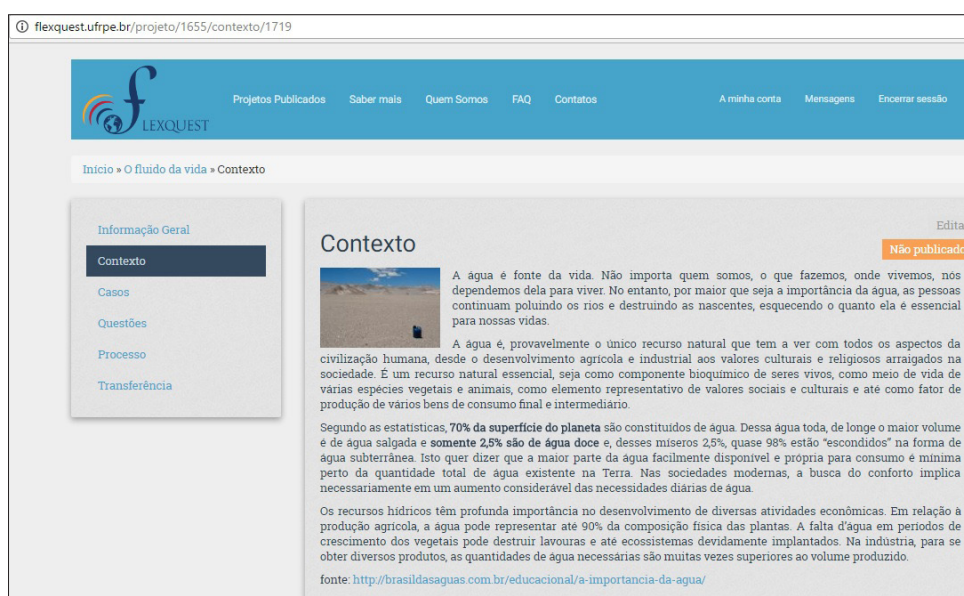 flexquest.ufrpe.br/projeto/1655/contexto/1719
f
LEXQUEST
Projetos Publicados Saber mais Quem Somos FAQ Contatos A minha conta Mensagens Encerrar sessão
Início » O fluido da vida » Contexto
Informação Geral
Contexto
Casos
Questões
Processo
Transferência
Edita
Contexto
Não publicado
A água é fonte da vida. Não importa quem somos, o que fazemos, onde vivemos, nós
dependemos dela para viver. No entanto, por maior que seja a importância da água, as pessoas
continuam poluindo os rios e destruindo as nascentes, esquecendo o quanto ela é essencial
para nossas vidas.
A água é, provavelmente o único recurso natural que tem a ver com todos os aspectos da
civilização humana, desde o desenvolvimento agrícola e industrial aos valores culturais e religiosos arraigados na
sociedade. É um recurso natural essencial, seja como componente bioquímico de seres vivos, como meio de vida de
várias espécies vegetais e animais, como elemento representativo de valores sociais e culturais e até como fator de
produção de vários bens de consumo final e intermediário.
Segundo as estatísticas, 70% da superfície do planeta são constituídos de água. Dessa água toda, de longe o maior volume
é de água salgada e somente 2,5% são de água doce e, desses míseros 2,5%, quase 98% estão “escondidos” na forma de
água subterrânea. Isto quer dizer que a maior parte da água facilmente disponível e própria para consumo é mínima
perto da quantidade total de água existente na Terra. Nas sociedades modernas, a busca do conforto implica
necessariamente em um aumento considerável das necessidades diárias de água.
Os recursos hídricos têm profunda importância no desenvolvimento de diversas atividades econômicas. Em relação à
produção agrícola, a água pode representar até 90% da composição física das plantas. A falta d’água em períodos de
crescimento dos vegetais pode destruir lavouras e até ecossistemas devidamente implantados. Na indústria, para se
obter diversos produtos, as quantidades de água necessárias são muitas vezes superiores ao volume produzido.
fonte: http://brasildasaguas.com.br/educacional/a-importancia-da-agua/